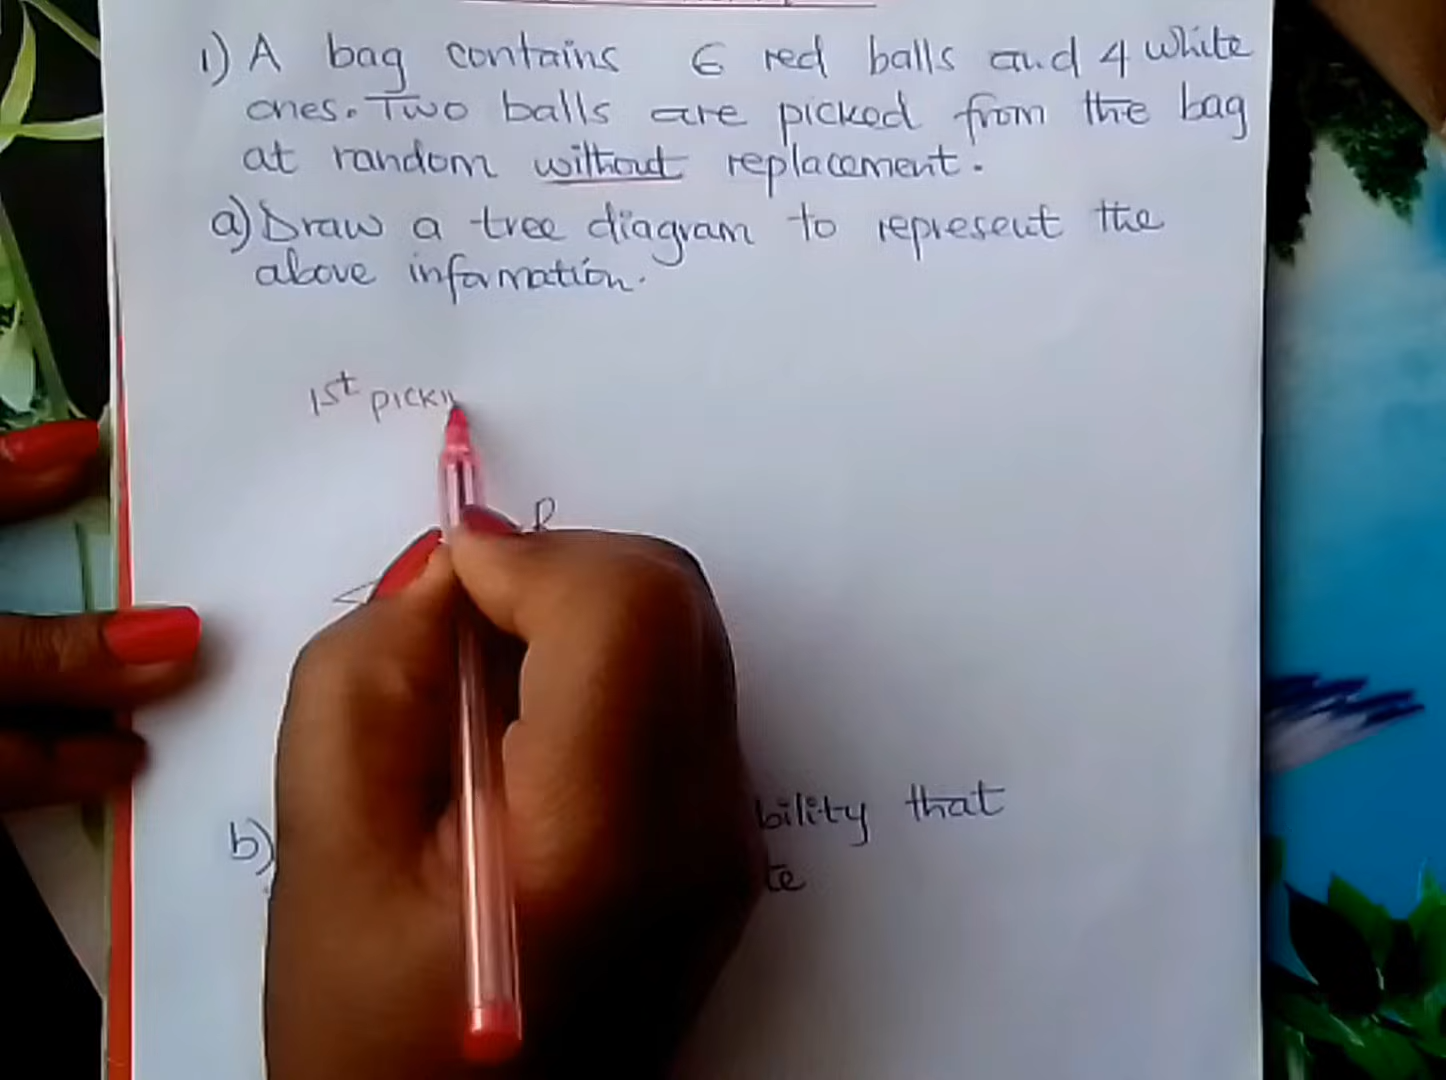 1) A bag contains 6 red balls and 4 white
ones. Two balls are picked from the bag
at random without replacement.
a) Draw a tree diagram to represent the
above information.
1st picki
R
b) bility that
te